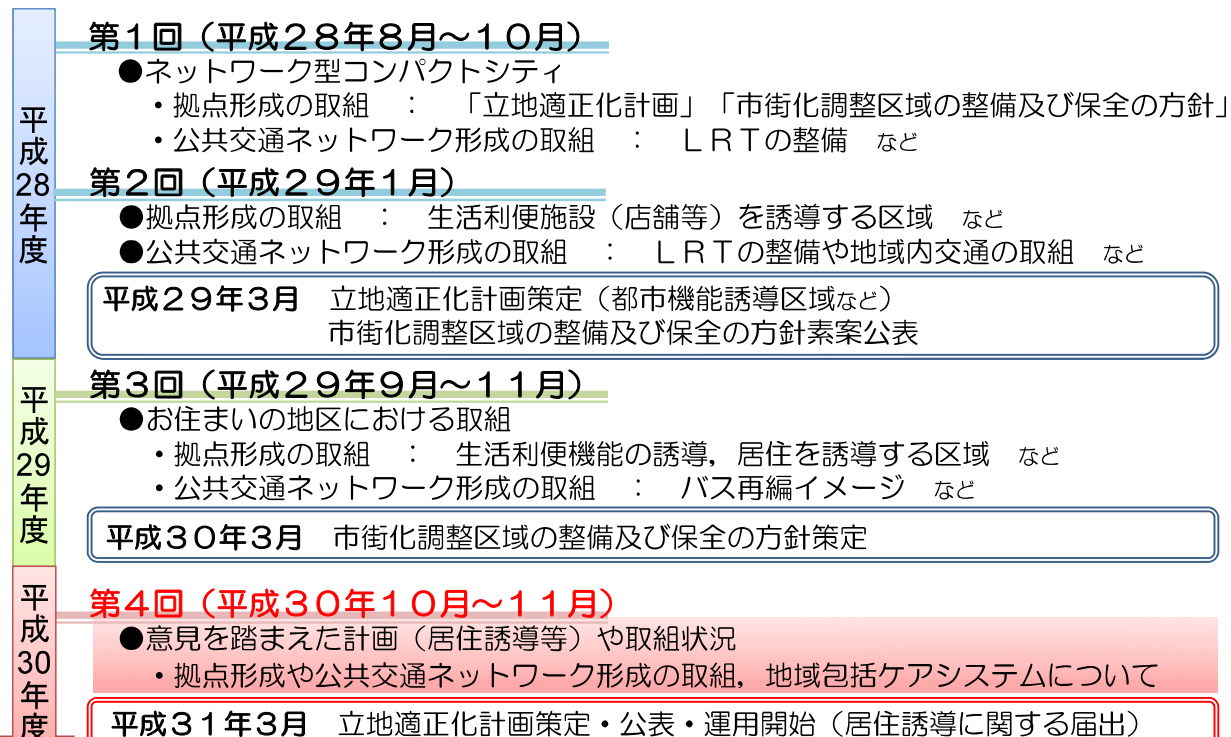 平成28年度
第１回（平成２８年８月～１０月）
●ネットワーク型コンパクトシティ
・拠点形成の取組　：　「立地適正化計画」「市街化調整区域の整備及び保全の方針」
・公共交通ネットワーク形成の取組　：　ＬＲＴの整備　など
第２回（平成２９年１月）
●拠点形成の取組　：　生活利便施設（店舗等）を誘導する区域　など
●公共交通ネットワーク形成の取組　：　ＬＲＴの整備や地域内交通の取組　など
平成２９年３月　立地適正化計画策定（都市機能誘導区域など）
市街化調整区域の整備及び保全の方針素案公表
平成29年度
第３回（平成２９年９月～１１月）
●お住まいの地区における取組
・拠点形成の取組　：　生活利便機能の誘導，居住を誘導する区域　など
・公共交通ネットワーク形成の取組　：　バス再編イメージ　など
平成３０年３月　市街化調整区域の整備及び保全の方針策定
平成30年度
第４回（平成３０年１０月～１１月）
●意見を踏まえた計画（居住誘導等）や取組状況
・拠点形成や公共交通ネットワーク形成の取組，地域包括ケアシステムについて
平成３１年３月　立地適正化計画策定・公表・運用開始（居住誘導に関する届出）